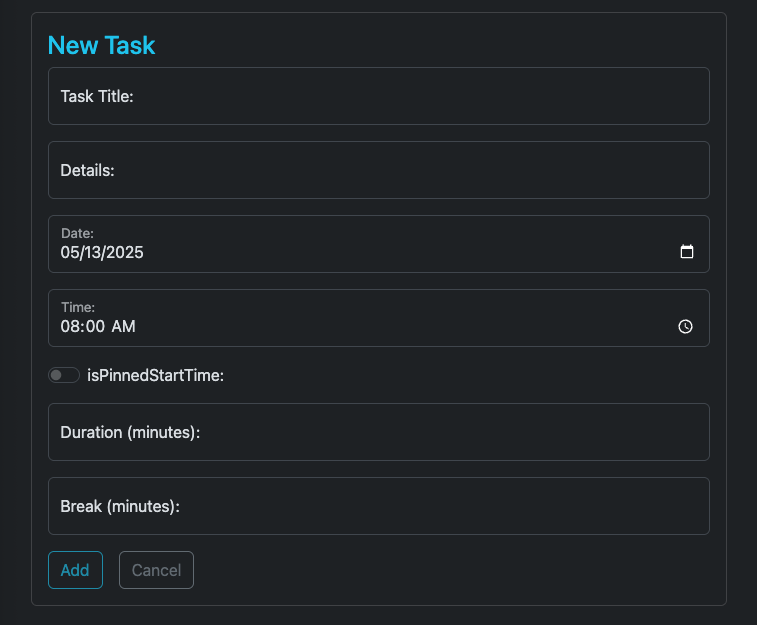 New Task
Task Title:
Details:
Date:
05/13/2025
Time:
08:00 AM
isPinnedStartTime:
Duration (minutes):
Break (minutes):
Add Cancel